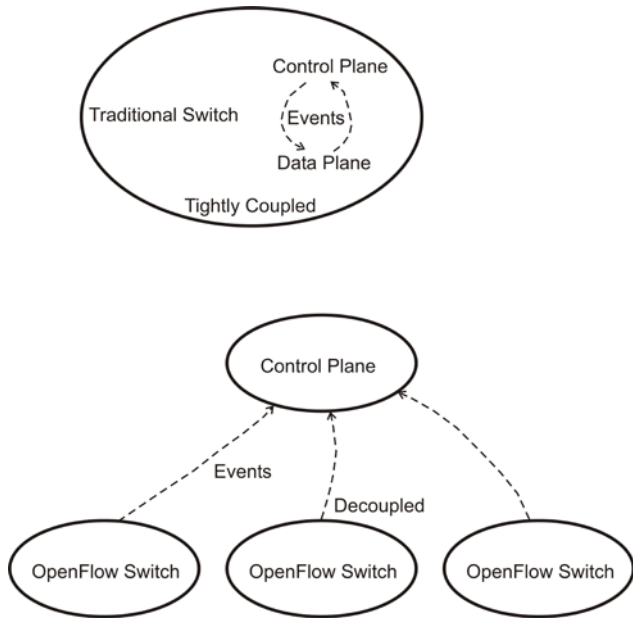 Control Plane
Traditional Switch
Events
Data Plane
Tightly Coupled
Control Plane
Events
Decoupled
OpenFlow Switch
OpenFlow Switch
OpenFlow Switch